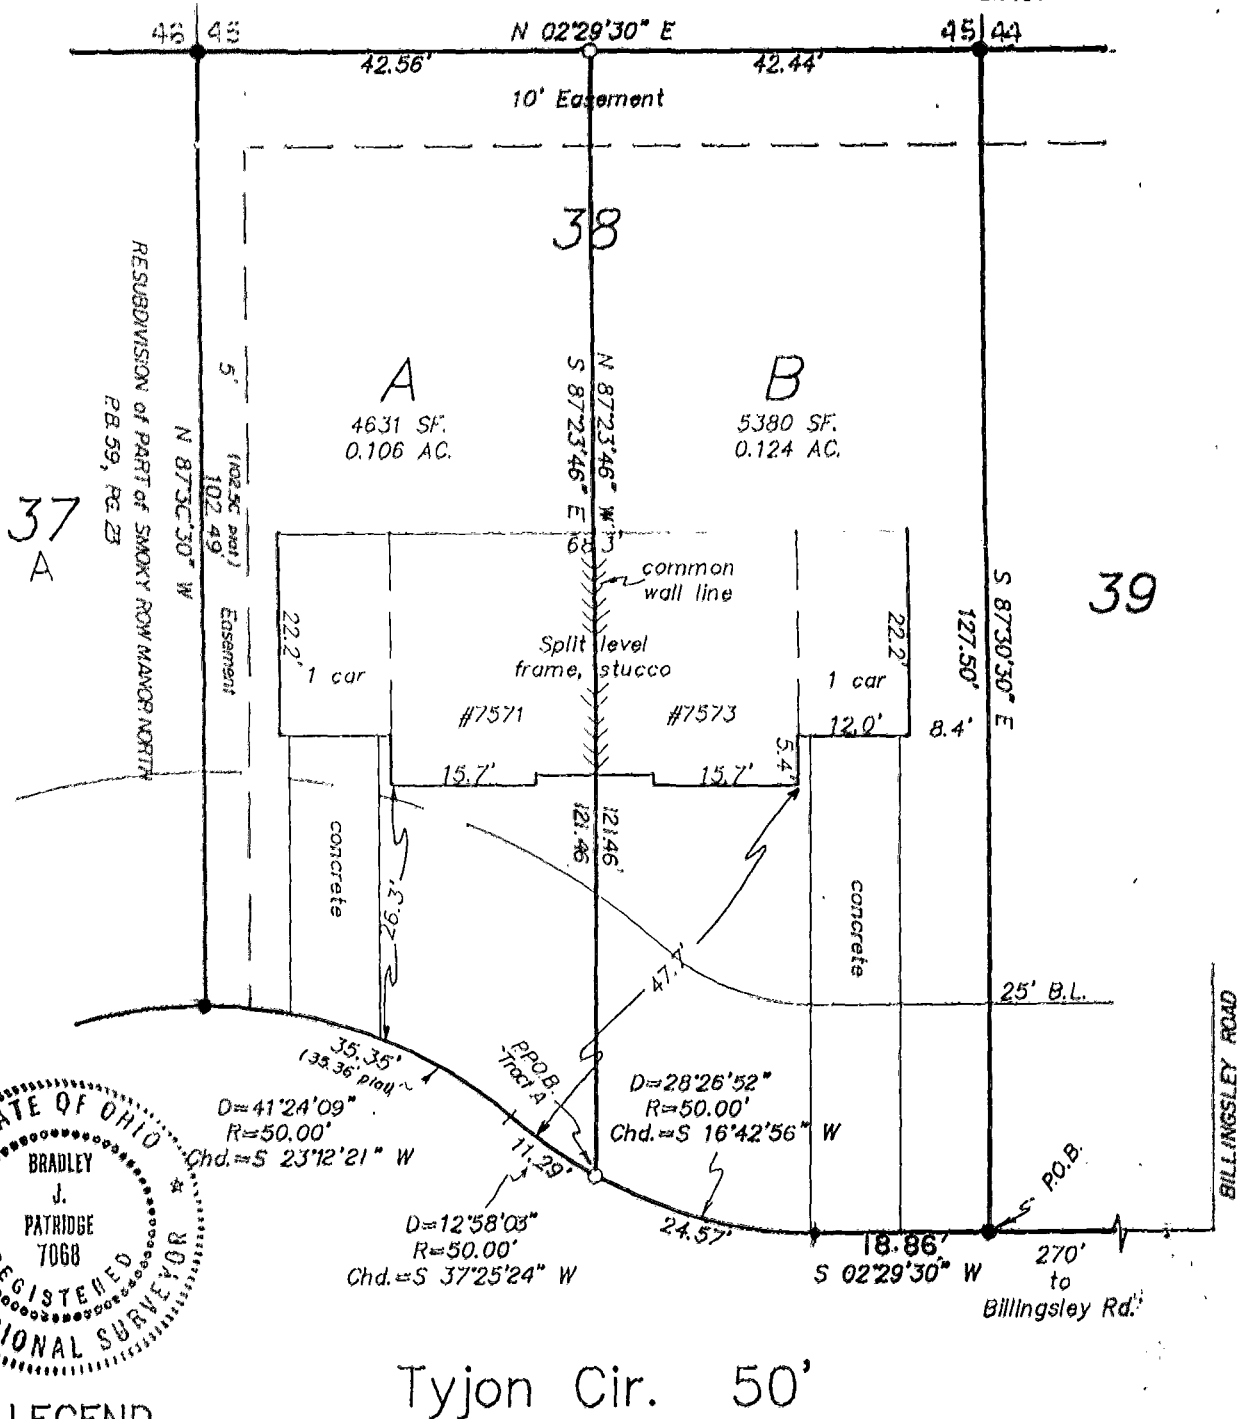 46 45
N 02°29'30" E
45 44
42.56'
42.44'
10' Easement
38
RESUBDIVISION of PART of SMOKY ROW MANOR NORTH
P.B. 59, PG. 23
N 87°30'30" W
102.49'
(102.50 plat)
5' Easement
A
4631 SF.
0.106 AC.
S 87°23'46" E
N 87°23'46" W
B
5380 SF.
0.124 AC.
37
A
39
S 87°30'30" E
127.50'
common
wall line
Split level
frame, stucco
22.2'
1 car
22.2'
1 car
#7571
#7573
12.0'
8.4'
5.4'
15.7'
15.7'
121.46
121.46'
concrete
26.3'
47.7'
concrete
25' B.L.
BILLINGSLEY ROAD
35.35'
(35.36' plat)
P.P.O.B.
Tract A
D=28°26'52"
R=50.00'
Chd.=S 16°42'56" W
D=41°24'09"
R=50.00'
Chd.=S 23°12'21" W
11.29'
D=12°58'03"
R=50.00'
Chd.=S 37°25'24" W
24.57'
P.O.B.
18.86'
S 02°29'30" W
270'
to
Billingsley Rd.
ATE OF OHIO
BRADLEY
J.
PATRIDGE
7068
EGISTERED
IONAL SURVEYOR
Tyjon Cir. 50'
LEGEND